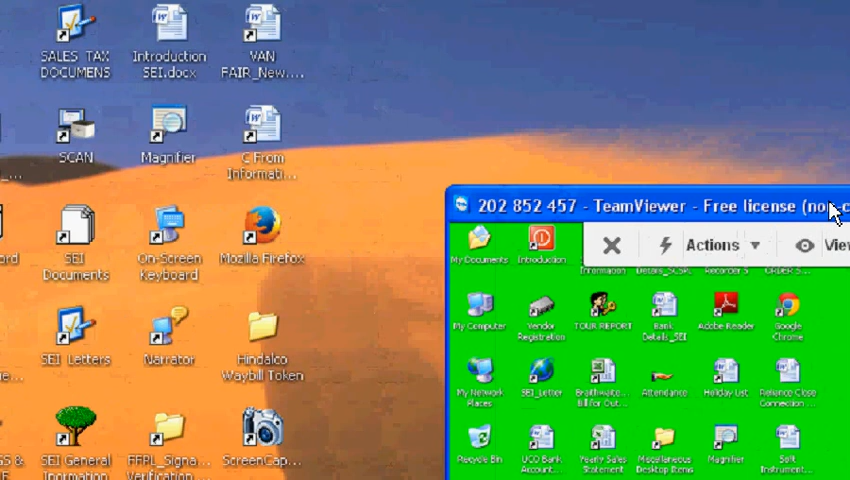 SALES TAX
DOCUMENS
Introduction
SEI.docx
VAN
FAIR_New....
SCAN
Magnifier
C From
Informati...
SEI
Documents
On-Screen
Keyboard
Mozilla Firefox
SEI Letters
Narrator
Hindalco
Waybill Token
SEI General
Inormation
FFPL_Signa...
Verification....
ScreenCap...
202 852 457 - TeamViewer - Free license (non-c
Actions
View
My Documents
Introduction
Information
My Computer
Vendor
Registration
TOUR REPORT
Bank
Details_SEI
Adobe Reader
Google
Chrome
My Network
Places
SEI_Letter
Braithwaite...
Bill for Out...
Attendance
Holiday List
Reliance Close
Connection ...
Recycle Bin
UCO Bank
Account...
Yearly Sales
Statement
Miscellaneous
Desktop Items
Magnifier
Soft
Instrument...